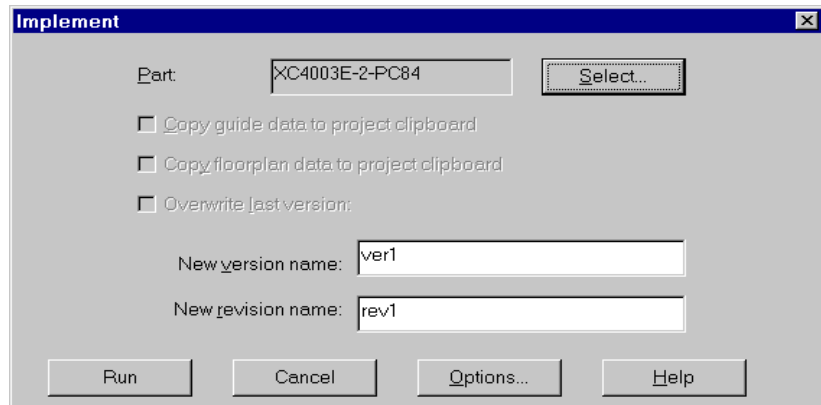 Implement
Part: XC4003E-2-PC84 Select...
Copy guide data to project clipboard
Copy floorplan data to project clipboard
Overwrite last version:
New version name: ver1
New revision name: rev1
Run Cancel Options... Help